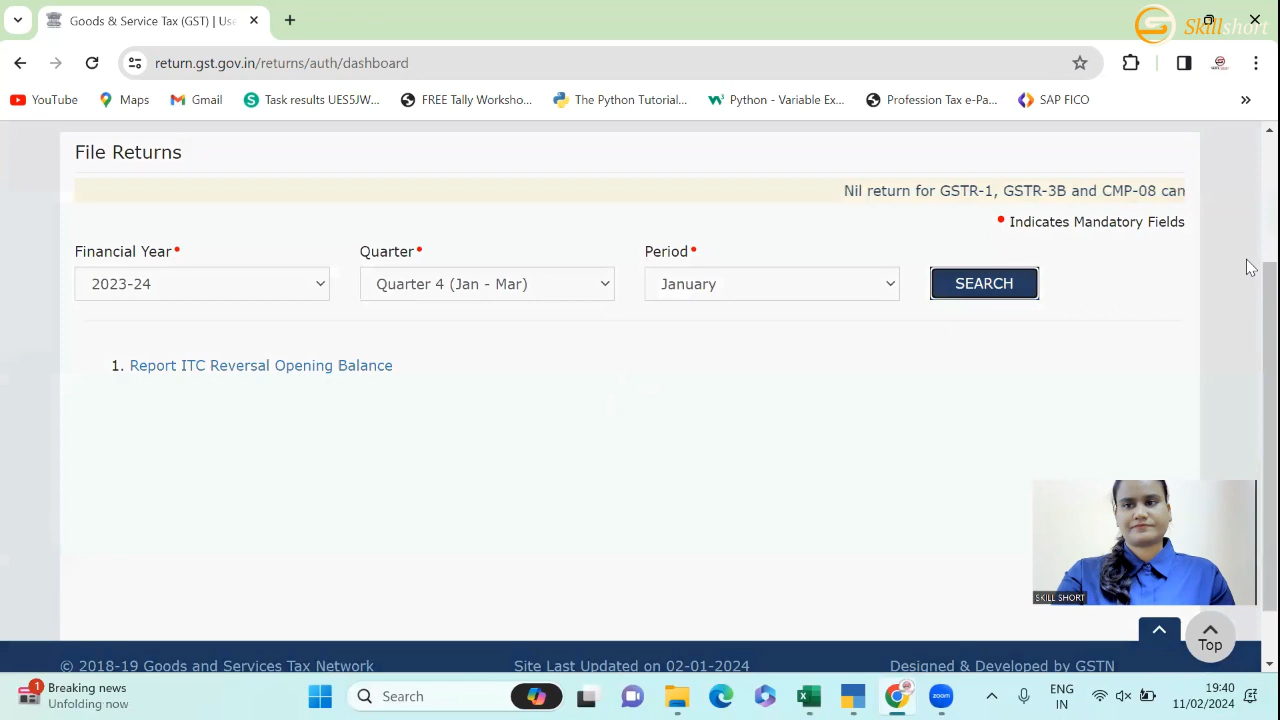 Goods & Service Tax (GST) | Use
Skillshort
return.gst.gov.in/returns/auth/dashboard
YouTube
Maps
Gmail
Task results UES5JW...
FREE Tally Worksho...
The Python Tutorial...
Python - Variable Ex...
Profession Tax e-Pa...
SAP FICO
»
File Returns
Nil return for GSTR-1, GSTR-3B and CMP-08 can
• Indicates Mandatory Fields
Financial Year•
Quarter•
Period•
2023-24
Quarter 4 (Jan - Mar)
January
SEARCH
1. Report ITC Reversal Opening Balance
SKILL SHORT
Top
© 2018-19 Goods and Services Tax Network
Site Last Updated on 02-01-2024
Designed & Developed by GSTN
1
Breaking news
Unfolding now
Search
zoom
ENG
IN
19:40
11/02/2024